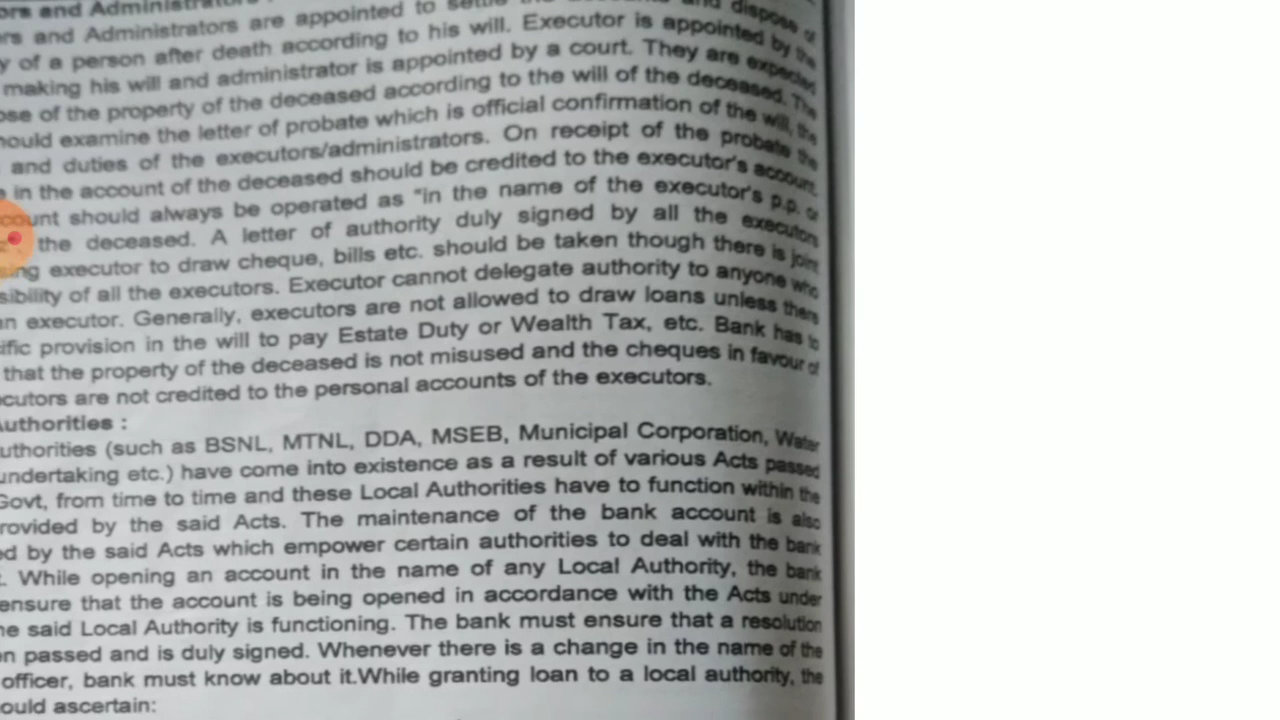 ors and Administrators
ers and Administrators are appointed to settle the accounts and dispose of
y of a person after death according to his will. Executor is appointed by the
making his will and administrator is appointed by a court. They are expected
ose of the property of the deceased according to the will of the deceased. The
hould examine the letter of probate which is official confirmation of the will, the
and duties of the executors/administrators. On receipt of the probate the
e in the account of the deceased should be credited to the executor's account.
count should always be operated as "in the name of the executor's p.p. or
the deceased. A letter of authority duly signed by all the executors
sing executor to draw cheque, bills etc. should be taken though there is joint
sibility of all the executors. Executor cannot delegate authority to anyone who
an executor. Generally, executors are not allowed to draw loans unless there
ific provision in the will to pay Estate Duty or Wealth Tax, etc. Bank has to
that the property of the deceased is not misused and the cheques in favour of
cutors are not credited to the personal accounts of the executors.
Authorities :
uthorities (such as BSNL, MTNL, DDA, MSEB, Municipal Corporation, Water
undertaking etc.) have come into existence as a result of various Acts passed
Govt, from time to time and these Local Authorities have to function within the
rovided by the said Acts. The maintenance of the bank account is also
ed by the said Acts which empower certain authorities to deal with the bank
t. While opening an account in the name of any Local Authority, the bank
ensure that the account is being opened in accordance with the Acts under
he said Local Authority is functioning. The bank must ensure that a resolution
en passed and is duly signed. Whenever there is a change in the name of the
officer, bank must know about it.While granting loan to a local authority, the
ould ascertain: